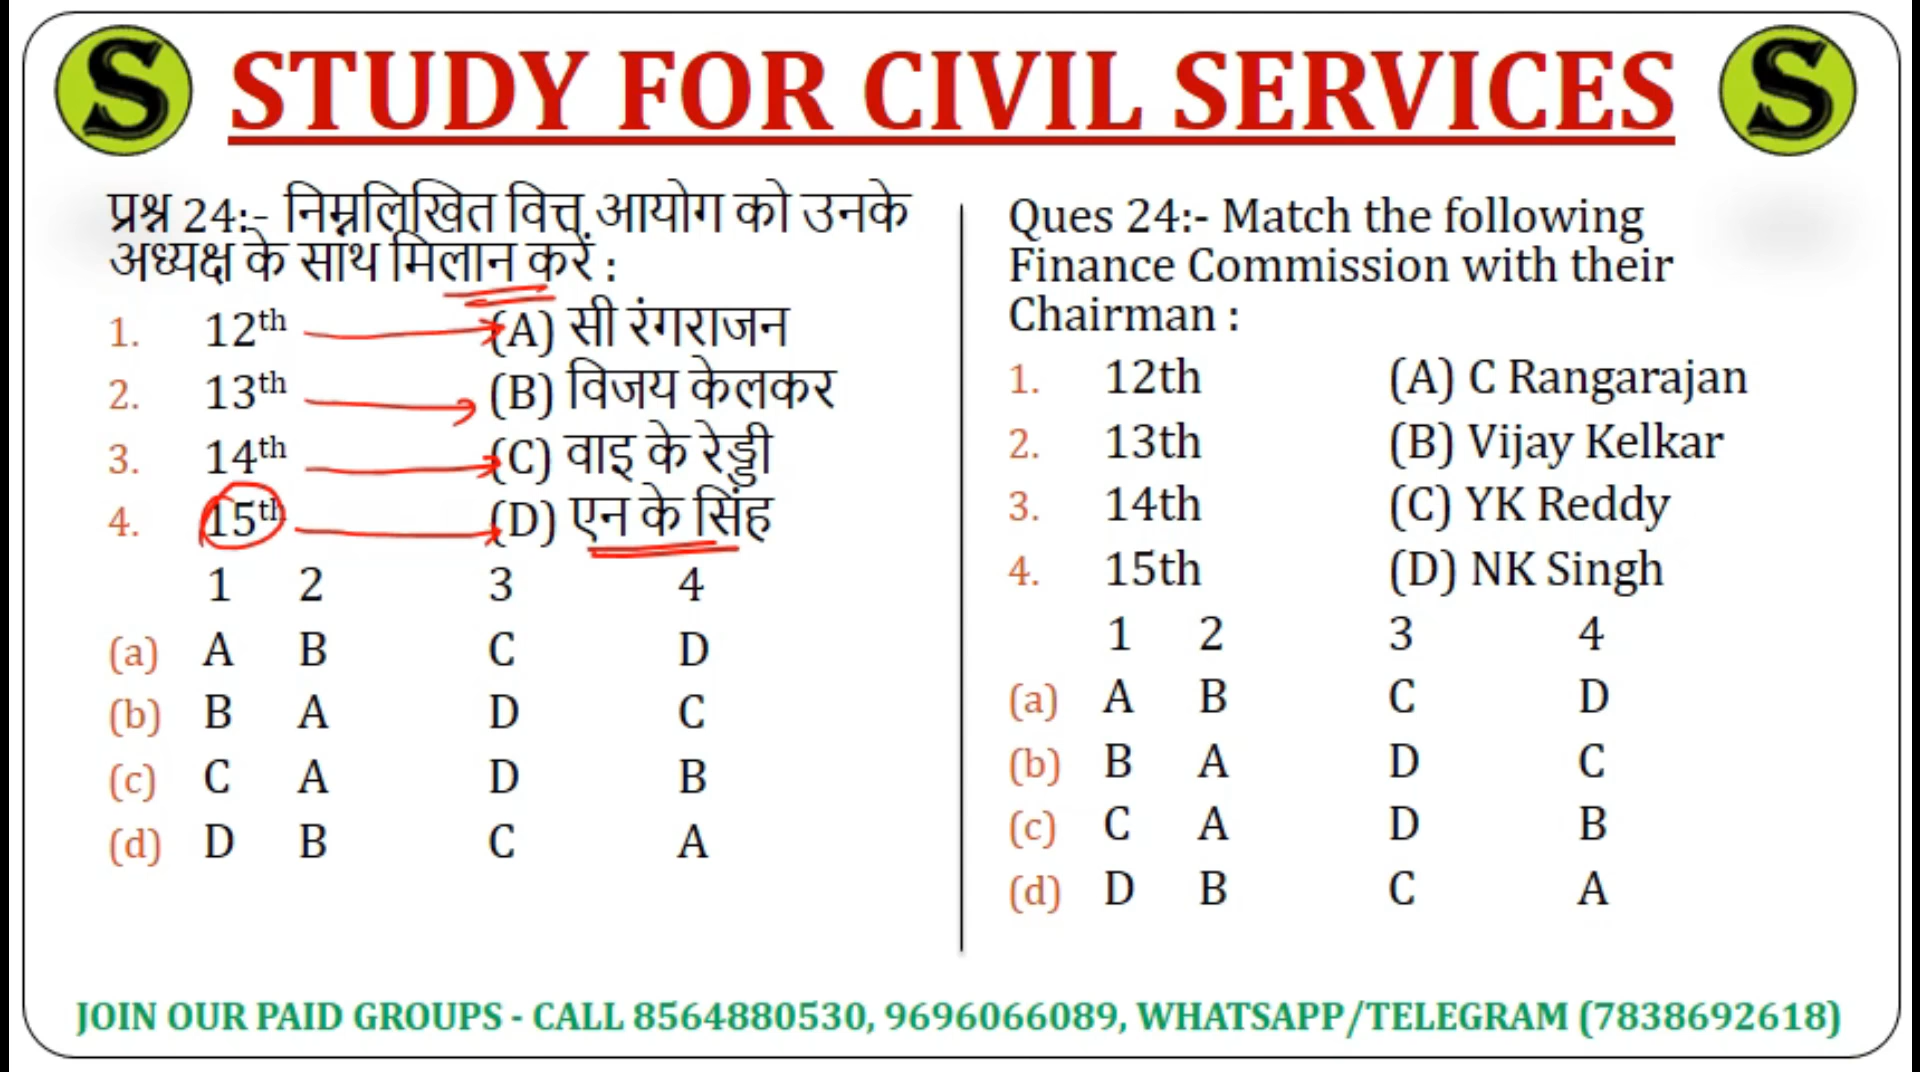 S STUDY FOR CIVIL SERVICES S
प्रश्न 24:- निम्नलिखित वित्त आयोग को उनके
अध्यक्ष के साथ मिलान करें :
1. 12th (A) सी रंगराजन
2. 13th (B) विजय केलकर
3. 14th (C) वाइ के रेड्डी
4. 15th (D) एन के सिंह
1 2 3 4
(a) A B C D
(b) B A D C
(c) C A D B
(d) D B C A
Ques 24:- Match the following
Finance Commission with their
Chairman :
1. 12th (A) C Rangarajan
2. 13th (B) Vijay Kelkar
3. 14th (C) YK Reddy
4. 15th (D) NK Singh
1 2 3 4
(a) A B C D
(b) B A D C
(c) C A D B
(d) D B C A
JOIN OUR PAID GROUPS - CALL 8564880530, 9696066089, WHATSAPP/TELEGRAM (7838692618)